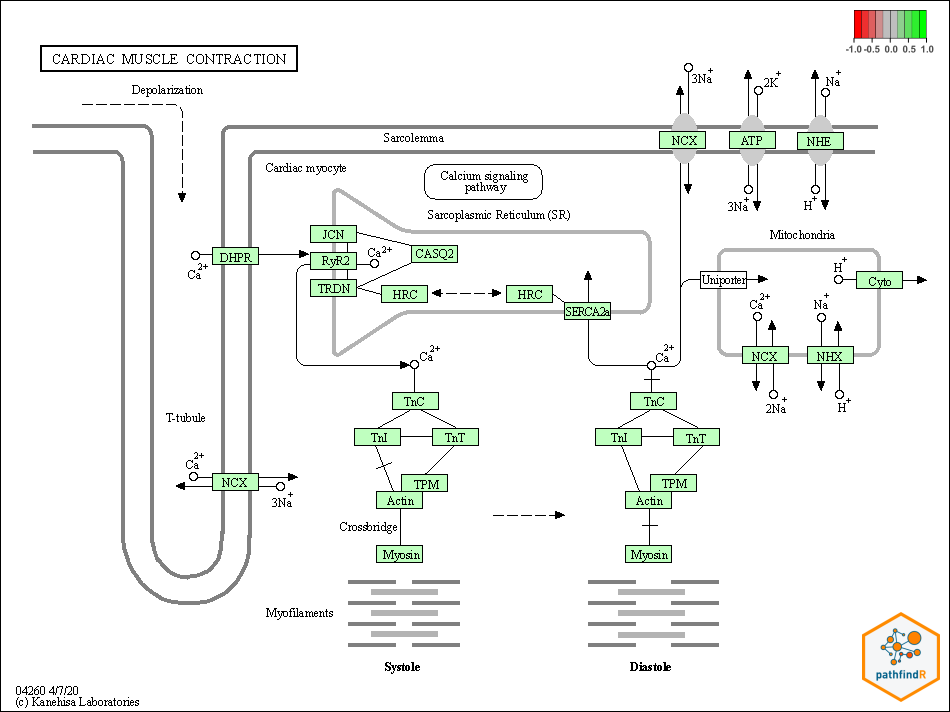 -1.0 -0.5 0.0 0.5 1.0
CARDIAC MUSCLE CONTRACTION
Depolarization
3Na+
2K+
Na+
Sarcolemma
NCX
ATP
NHE
Cardiac myocyte
Calcium signaling
pathway
3Na+
H+
Sarcoplasmic Reticulum (SR)
JCN
Mitochondria
DHPR
Ca2+
RyR2
Ca2+
CASQ2
H+
TRDN
HRC
HRC
Uniporter
Cyto
SERCA2a
Ca2+
Na+
Ca2+
Ca2+
NCX
NHX
TnC
TnC
2Na+
H+
T-tubule
TnI
TnT
TnI
TnT
Ca2+
NCX
3Na+
TPM
TPM
Actin
Actin
Crossbridge
Myosin
Myosin
Myofilaments
Systole
Diastole
pathfindR
04260 4/7/20
(c) Kanehisa Laboratories